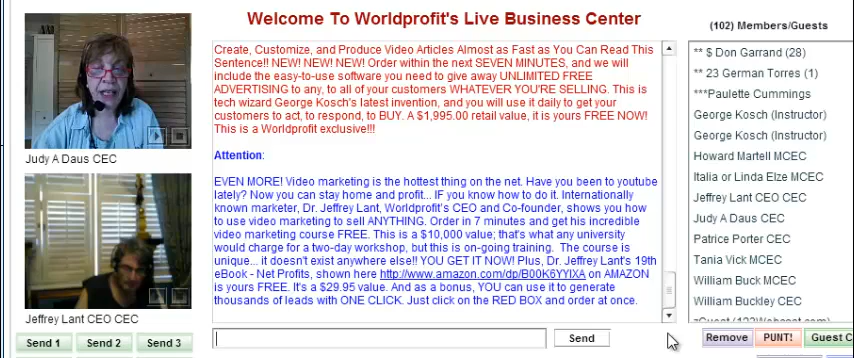 Welcome To Worldprofit's Live Business Center
(102) Members/Guests
Create, Customize, and Produce Video Articles Almost as Fast as You Can Read This
Sentence!! NEW! NEW! NEW! Order within the next SEVEN MINUTES, and we will
include the easy-to-use software you need to give away UNLIMITED FREE
ADVERTISING to any, to all of your customers WHATEVER YOU'RE SELLING. This is
tech wizard George Kosch's latest invention, and you will use it daily to get your
customers to act, to respond, to BUY. A $1,995.00 retail value, it is yours FREE NOW!
This is a Worldprofit exclusive!!!
Attention:
EVEN MORE! Video marketing is the hottest thing on the net. Have you been to youtube
lately? Now you can stay home and profit... IF you know how to do it. Internationally
known marketer, Dr. Jeffrey Lant, Worldprofit's CEO and Co-founder, shows you how
to use video marketing to sell ANYTHING. Order in 7 minutes and get his incredible
video marketing course FREE. This is a $10,000 value; that's what any university
would charge for a two-day workshop, but this is on-going training. The course is
unique... it doesn't exist anywhere else!! YOU GET IT NOW! Plus, Dr. Jeffrey Lant's 19th
eBook - Net Profits, shown here http://www.amazon.com/dp/B00K6YYIXA on AMAZON
is yours FREE. It's $29.95 value. And as a bonus, YOU can use it to generate
thousands of leads with ONE CLICK. Just click on the RED BOX and order at once.
Judy A Daus CEC
Jeffrey Lant CEO CEC
Send 1
Send 2
Send 3
Send
** $ Don Garrand (28)
** 23 German Torres (1)
***Paulette Cummings
George Kosch (Instructor)
George Kosch (Instructor)
Howard Martell MCEC
Italia or Linda Elze MCEC
Jeffrey Lant CEO CEC
Judy A Daus CEC
Patrice Porter CEC
Tania Vick MCEC
William Buck MCEC
William Buckley CEC
Remove
PUNT!
Guest C